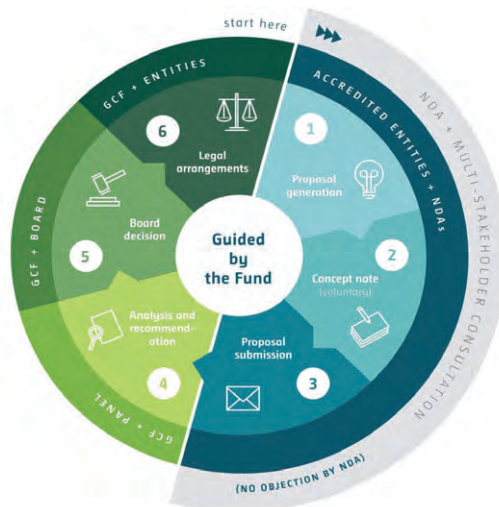 start here
NDA + MULTI-STAKEHOLDER CONSULTATION
ACCREDITED ENTITIES + NDAs
GCF + ENTITIES
GCF + BOARD
GCF + PANEL
(NO OBJECTION BY NDA)
Guided
by
the Fund
1
Proposal
generation
2
Concept note
(voluntary)
Proposal
submission
3
Analysis and
recommend-
ation
4
Board
decision
5
6
Legal
arrangements